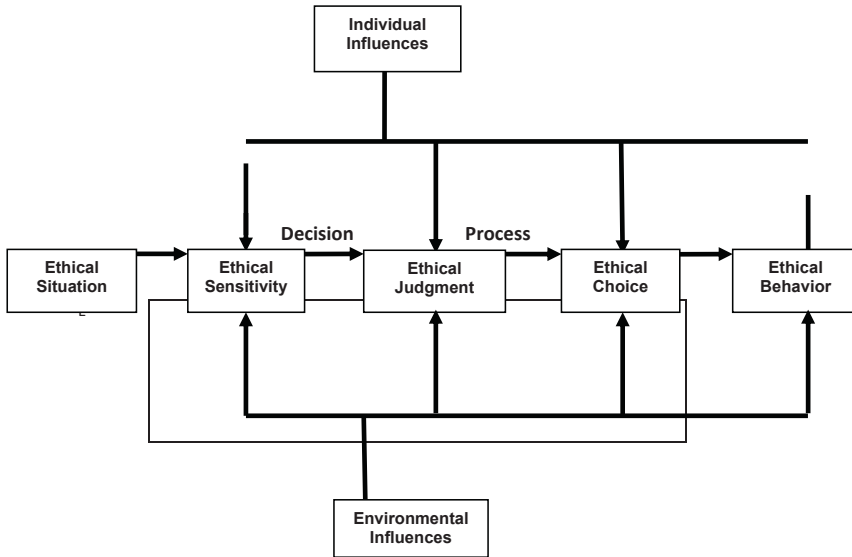 Individual
Influences
Decision
Process
Ethical
Situation
Ethical
Sensitivity
Ethical
Judgment
Ethical
Choice
Ethical
Behavior
Environmental
Influences